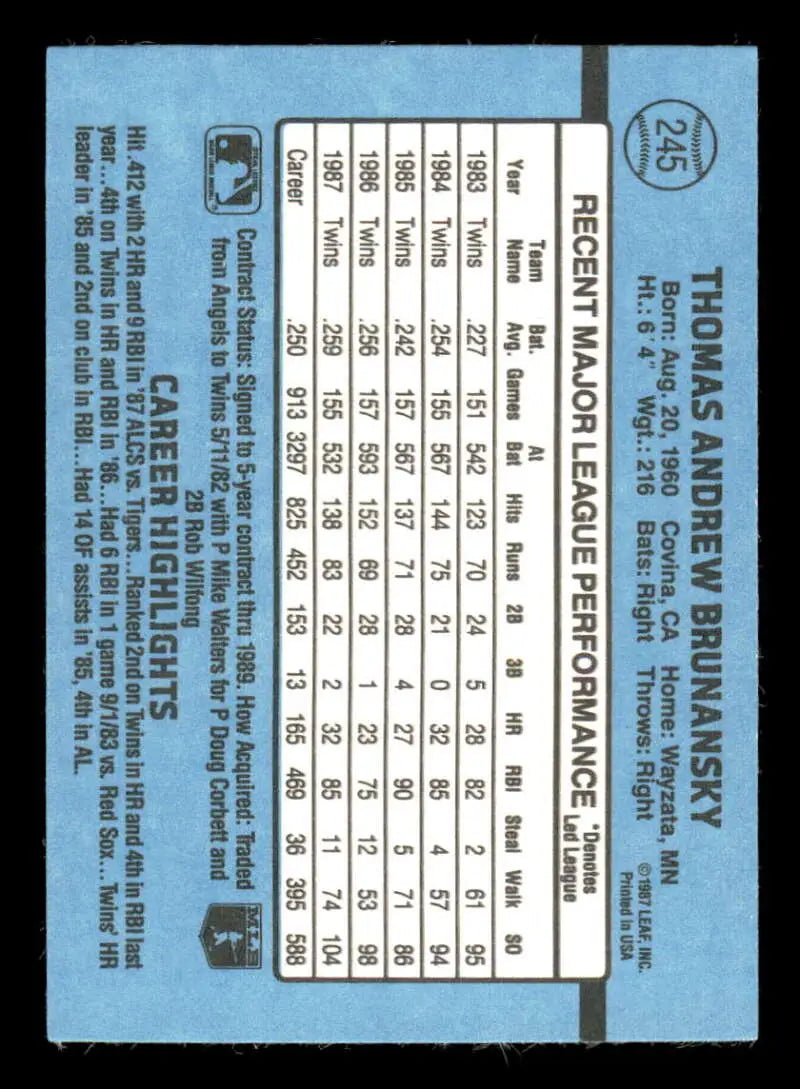 245
THOMAS ANDREW BRUNANSKY
Born: Aug. 20, 1960 Covina, CA Home: Wayzata, MN
Ht.: 6' 4" Wgt.: 216 Bats: Right Throws: Right
©1987 LEAF, INC.
Printed in USA
RECENT MAJOR LEAGUE PERFORMANCE *Denotes Led League
Year Team Name Bat. Avg. Games At Bat Hits Runs 2B 3B HR RBI Steal Walk SO
1983 Twins .227 151 542 123 70 24 5 28 82 2 61 95
1984 Twins .254 155 567 144 75 21 0 32 85 4 57 94
1985 Twins .242 157 567 137 71 28 4 27 90 5 71 86
1986 Twins .256 157 593 152 69 28 1 23 75 12 53 98
1987 Twins .259 155 532 138 83 22 2 32 85 11 74 104
Career .250 913 3297 825 452 153 13 165 469 36 395 588
Contract Status: Signed to 5-year contract thru 1989. How Acquired: Traded
from Angels to Twins 5/11/82 with P Mike Walters for P Doug Corbett and
2B Rob Wilfong
MLB
CAREER HIGHLIGHTS
Hit .412 with 2 HR and 9 RBI in '87 ALCS vs. Tigers... Ranked 2nd on Twins in HR and 4th in RBI last
year...4th on Twins in HR and RBI in '86... Had 6 RBI in 1 game 9/1/83 vs. Red Sox... Twins' HR
leader in '85 and 2nd on club in RBI... Had 14 OF assists in '85, 4th in AL.